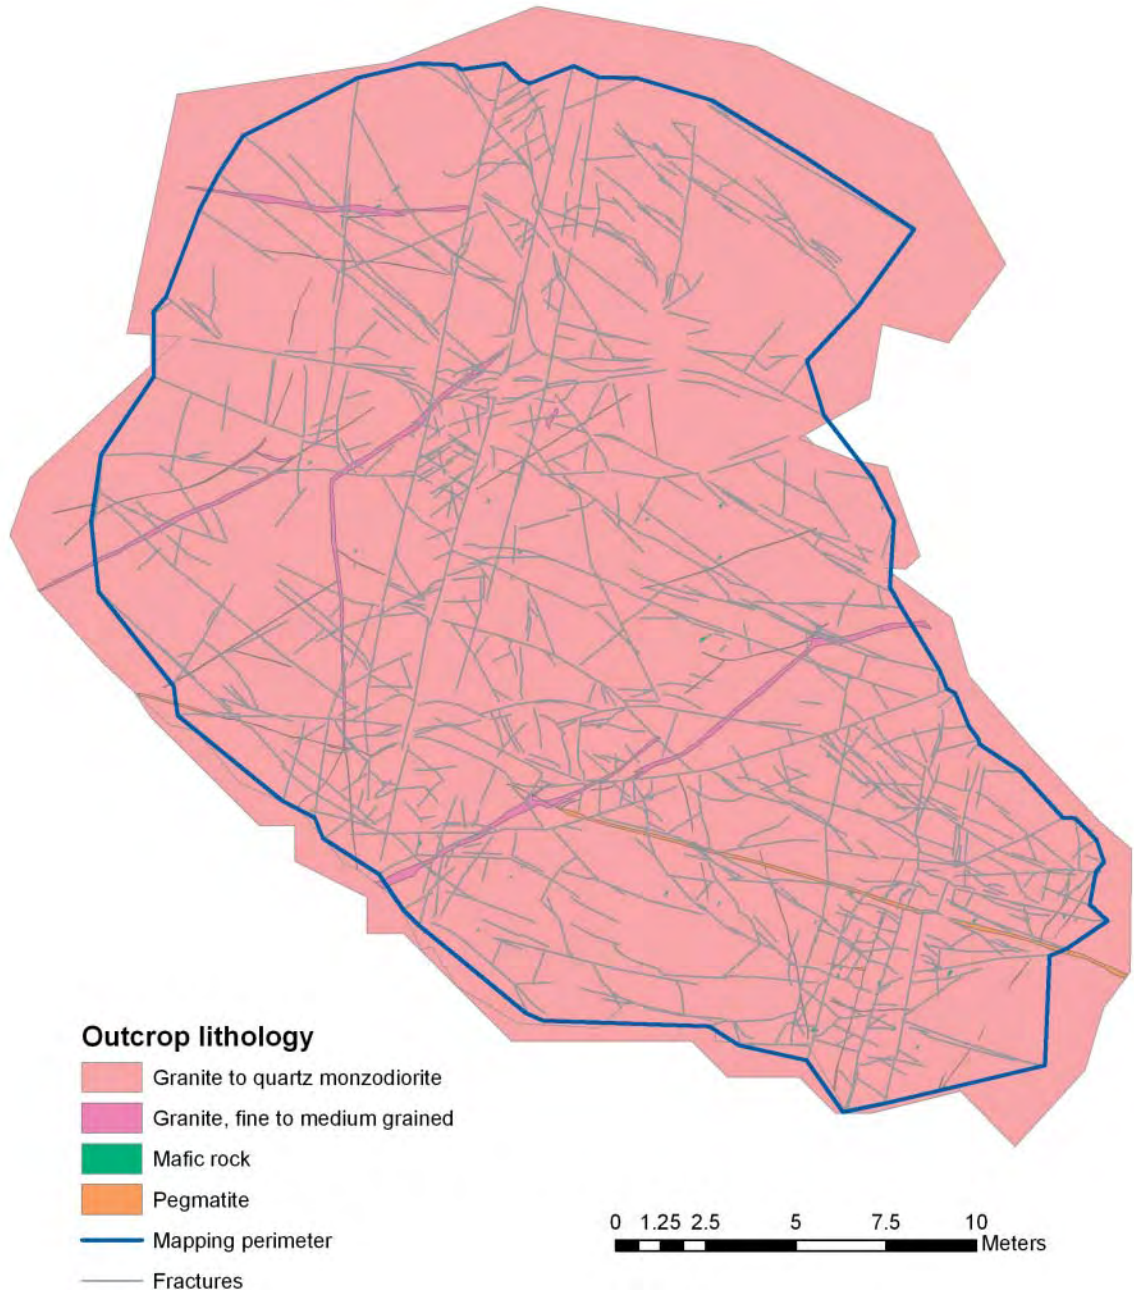 Outcrop lithology
Granite to quartz monzodiorite
Granite, fine to medium grained
Mafic rock
Pegmatite
Mapping perimeter
Fractures
0 1.25 2.5 5 7.5 10
Meters